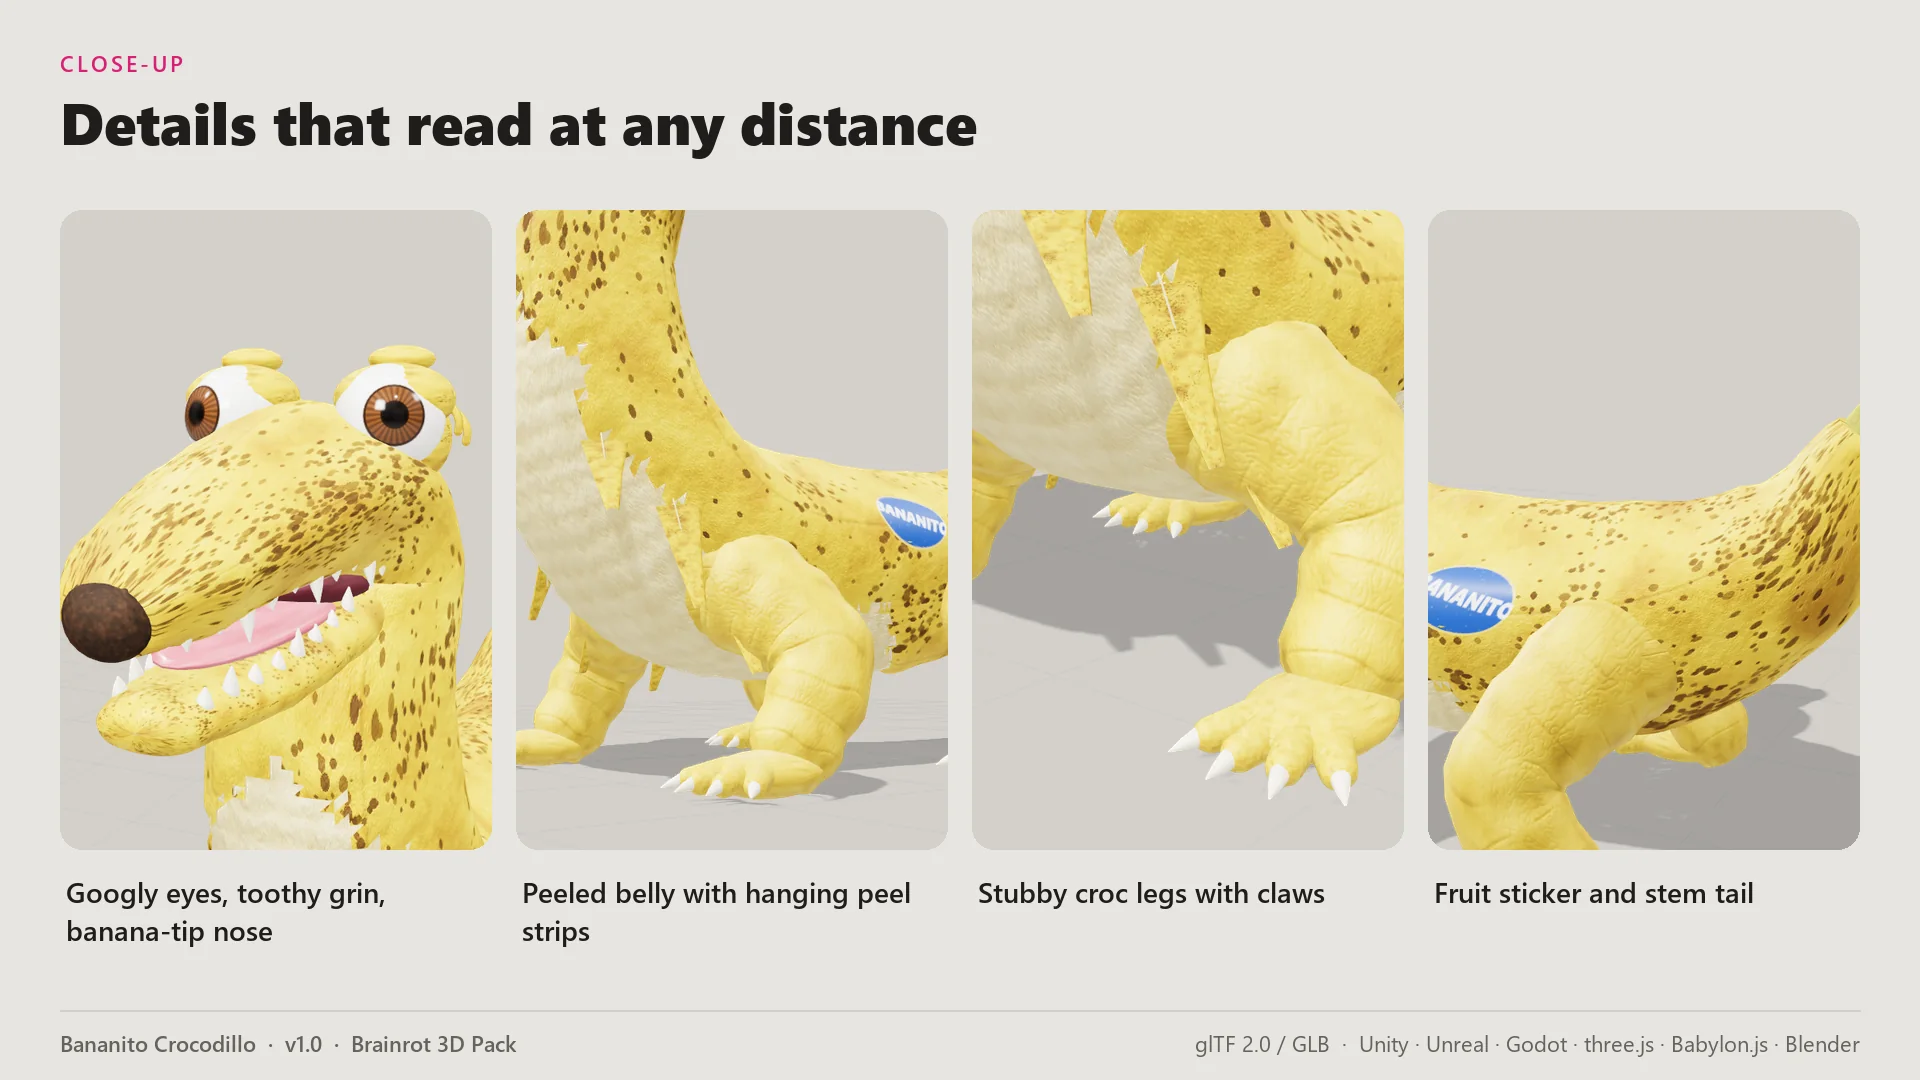 CLOSE-UP
Details that read at any distance
BANANITO
ANANITO
Googly eyes, toothy grin,
banana-tip nose
Peeled belly with hanging peel
strips
Stubby croc legs with claws
Fruit sticker and stem tail
Bananito Crocodillo · v1.0 · Brainrot 3D Pack
glTF 2.0 / GLB · Unity · Unreal · Godot · three.js · Babylon.js · Blender